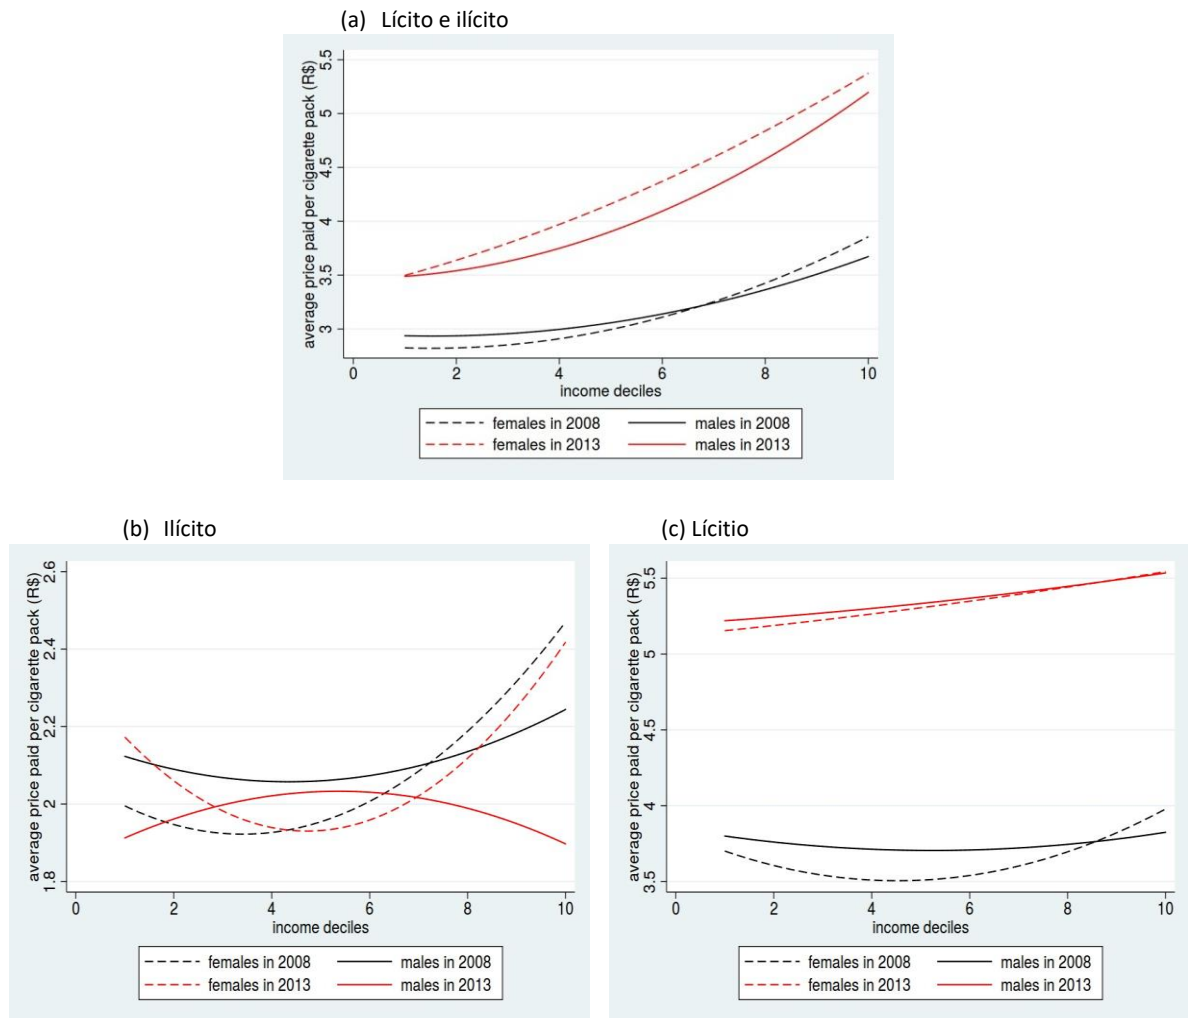 (a) Lícito e ilícito
average price paid per cigarette pack (R$)
5.5
5
4.5
4
3.5
3
0 2 4 6 8 10
income deciles
females in 2008 males in 2008
females in 2013 males in 2013
(b) Ilícito
average price paid per cigarette pack (R$)
2.6
2.4
2.2
2
1.8
0 2 4 6 8 10
income deciles
females in 2008 males in 2008
females in 2013 males in 2013
(c) Lícitio
average price paid per cigarette pack (R$)
5.5
5
4.5
4
3.5
0 2 4 6 8 10
income deciles
females in 2008 males in 2008
females in 2013 males in 2013